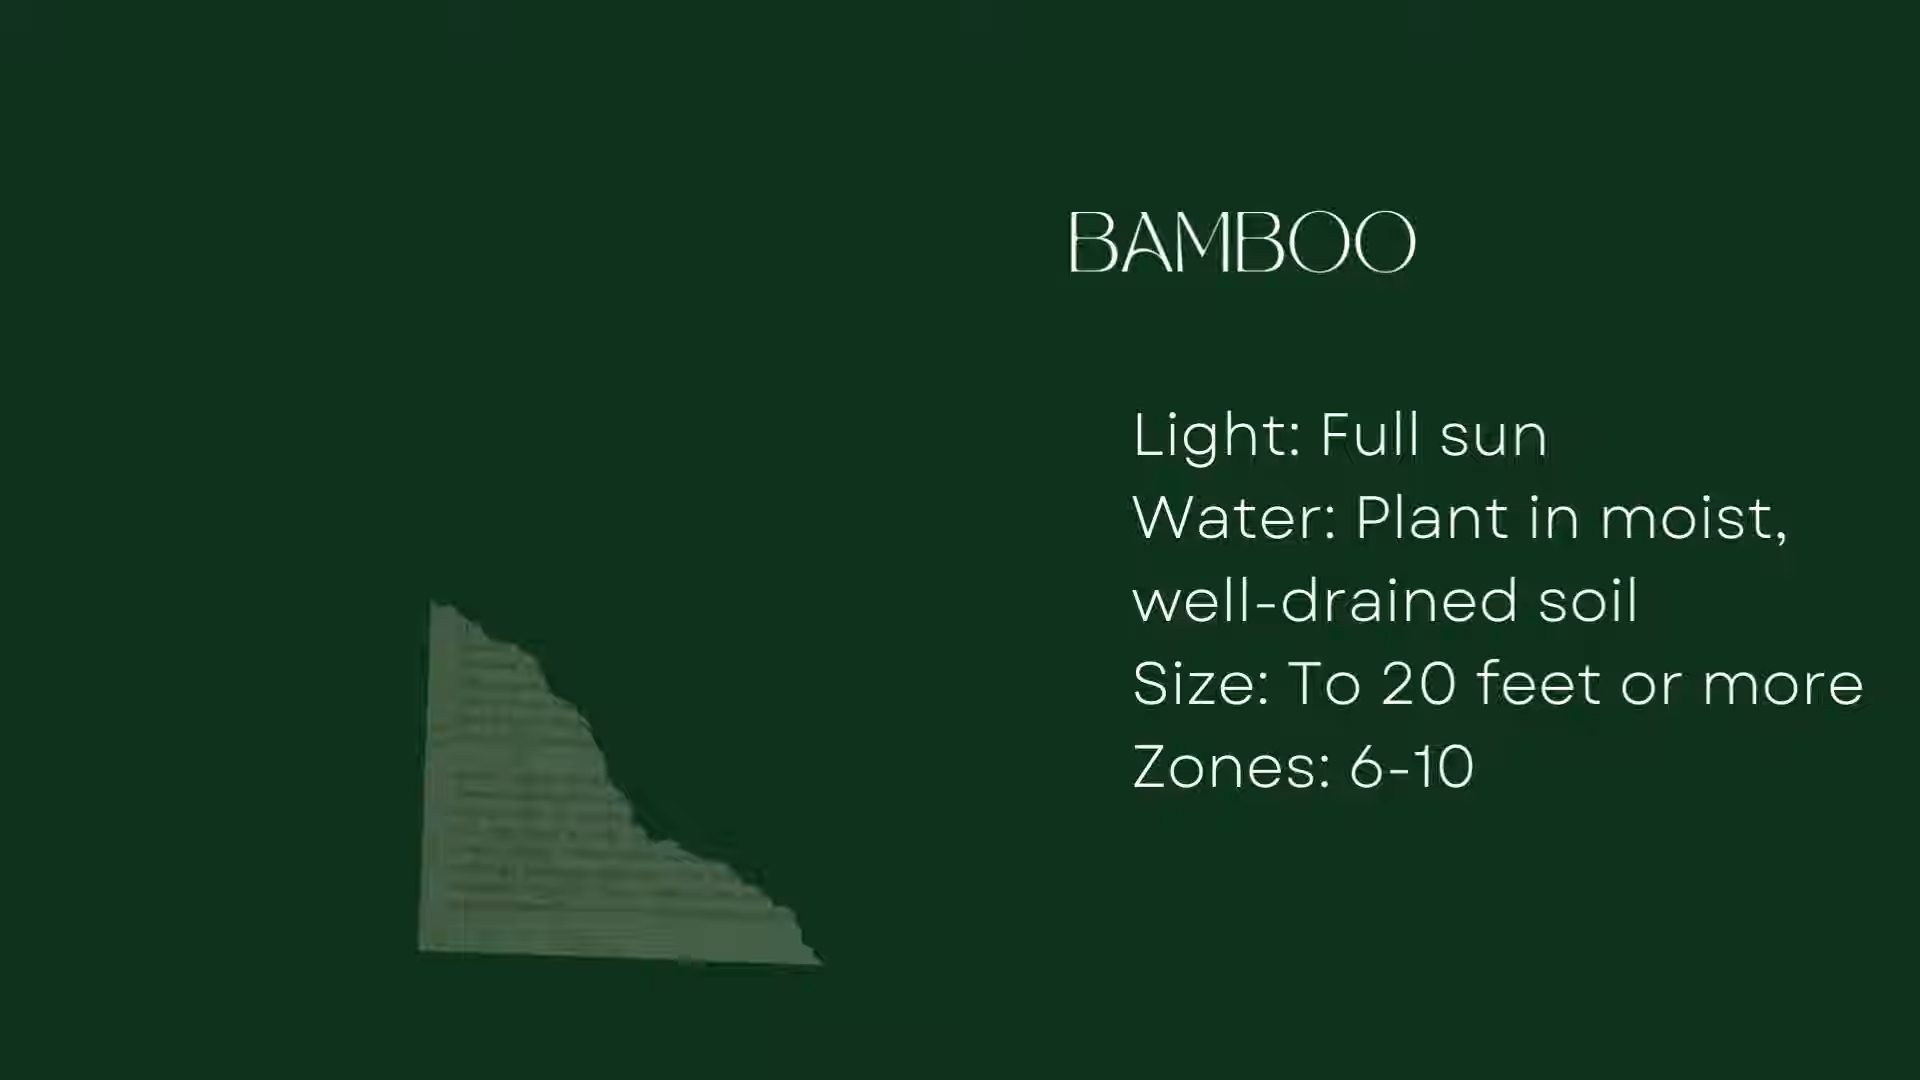 BAMBOO
Light: Full sun
Water: Plant in moist,
well-drained soil
Size: To 20 feet or more
Zones: 6-10